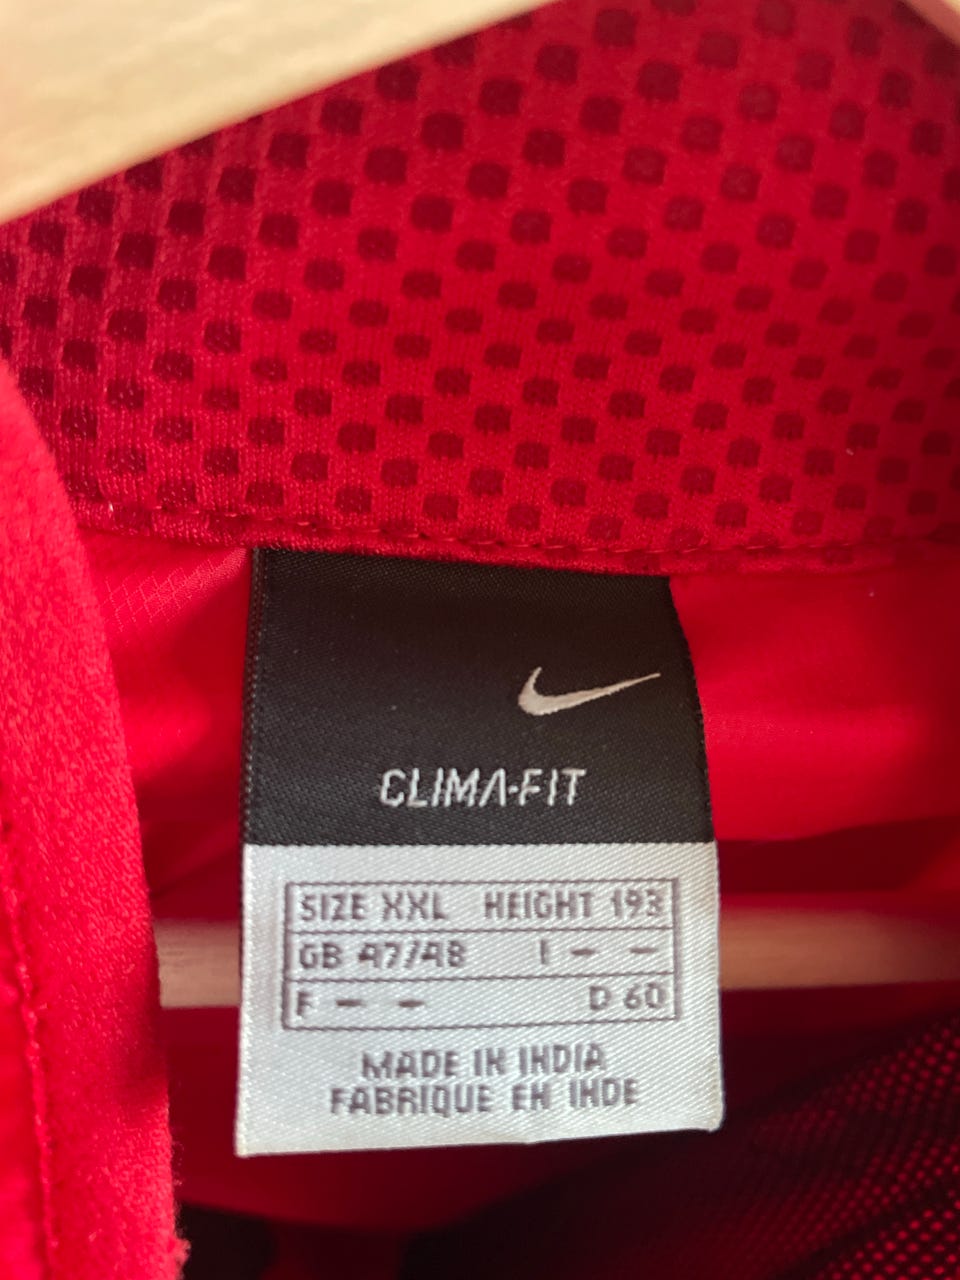 CLIMA·FIT
SIZE XXL HEIGHT 193
GB 47/48 I – –
F – – D 60
MADE IN INDIA
FABRIQUE EN INDE